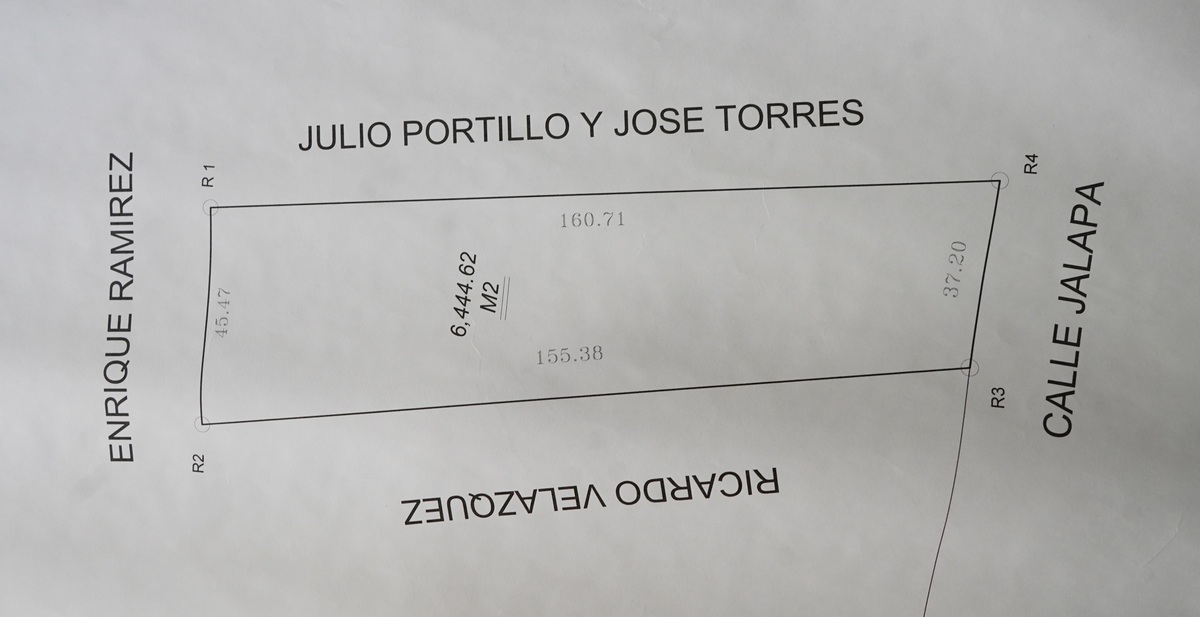 JULIO PORTILLO Y JOSE TORRES
ENRIQUE RAMIREZ
R 1
R4
160.71
45.47
6,444.62
M2
37.20
155.38
CALLE JALAPA
R2
R3
RICARDO VELAZQUEZ